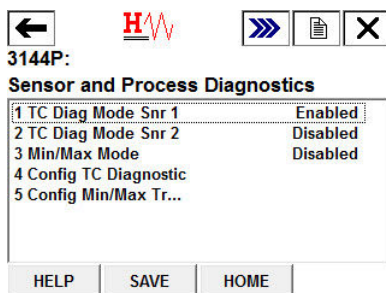 H
3144P:
Sensor and Process Diagnostics
1 TC Diag Mode Snr 1 Enabled
2 TC Diag Mode Snr 2 Disabled
3 Min/Max Mode Disabled
4 Config TC Diagnostic
5 Config Min/Max Tr...
HELP SAVE HOME